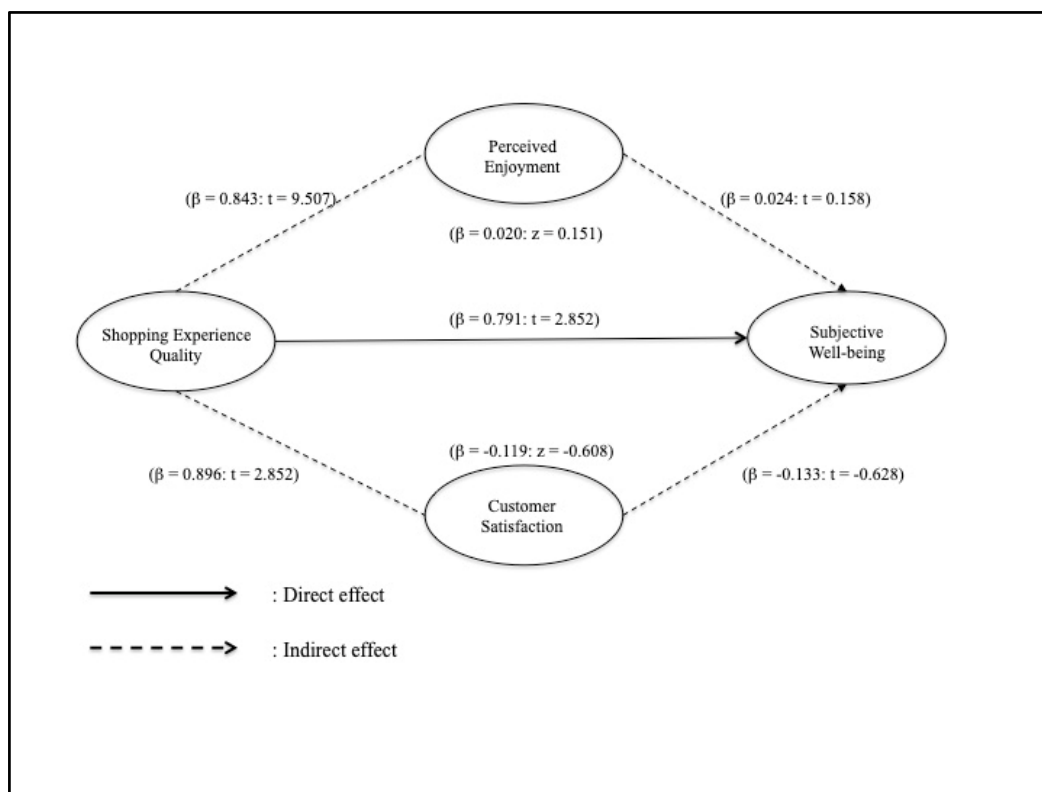 Perceived
Enjoyment
(β = 0.843: t = 9.507)
(β = 0.024: t = 0.158)
(β = 0.020: z = 0.151)
Shopping Experience
Quality
(β = 0.791: t = 2.852)
Subjective
Well-being
(β = 0.896: t = 2.852)
(β = -0.119: z = -0.608)
(β = -0.133: t = -0.628)
Customer
Satisfaction
: Direct effect
: Indirect effect